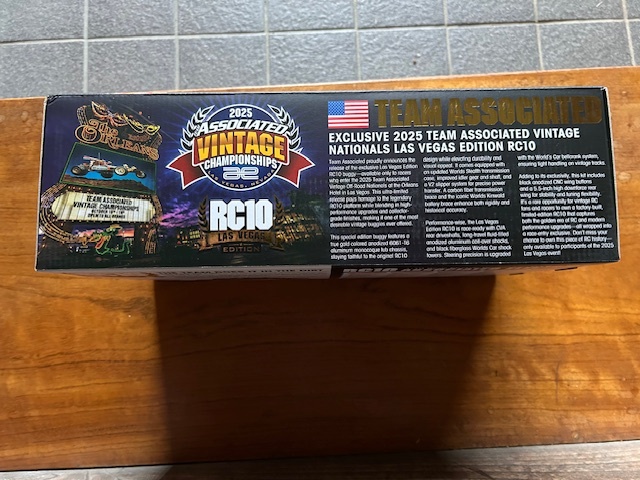 The
ORLEANS
TEAM ASSOCIATED
VINTAGE CHAMPIONSHIPS
2025
ASSOCIATED
VINTAGE
CHAMPIONSHIPS
LAS VEGAS, NEVADA
RC10
LAS VEGAS
EDITION
TEAM ASSOCIATED
EXCLUSIVE 2025 TEAM ASSOCIATED VINTAGE
NATIONALS LAS VEGAS EDITION RC10
Team Associated proudly announces the
release of the exclusive Las Vegas Edition
RC10 buggy—available only to racers
who enter the 2025 Team Associated
Vintage Off-Road Nationals at the Orleans
Hotel in Las Vegas. This ultra-limited
release pays homage to the legendary
RC10 platform while blending in high-
performance upgrades and collector-
grade finishes, making it one of the most
desirable vintage buggies ever offered.
This special edition buggy features a
true gold colored anodized 6061-T6
aluminum monocoque tub chassis,
staying faithful to the original RC10
design while directing durability and
visual appeal. It comes equipped with
an updated Worlds Stealth transmission
case, improved idler gear and shaft, and
a V2 slipper system for precise power
transfer. A carbon blue transmission
brace and the iconic Worlds molded
battery brace enhance both rigidity and
historical accuracy.
Performance-wise, the Las Vegas
Edition RC10 is race-ready with CVA
rear driveshafts, long-travel fluid-filled
anodized aluminum coil-over shocks,
and black fiberglass Worlds Car shock
towers. Steering precision is upgraded
with the World's Car bellcrank system,
ensuring tight handling on vintage tracks.
Adding to its exclusivity, this kit includes
black anodized CNC wing buttons
and a 5.5-inch high downforce rear
wing for stability and tuning flexibility.
It's a rare opportunity for vintage RC
fans and racers to own a factory-built,
limited-edition RC10 that captures
both the golden era of RC and modern
performance upgrades—all wrapped into
a race-entry exclusive. Don't miss your
chance to own this piece of RC history—
only available to participants of the 2025
Las Vegas event!